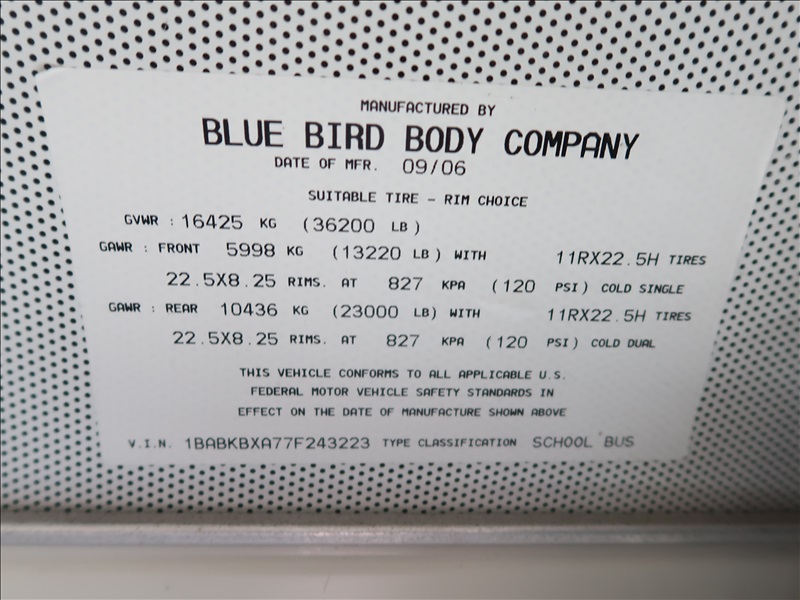 MANUFACTURED BY
BLUE BIRD BODY COMPANY
DATE OF MFR. 09/06
SUITABLE TIRE - RIM CHOICE
GVWR : 16425 KG (36200 LB)
GAWR : FRONT 5998 KG (13220 LB) WITH 11RX22.5H TIRES
22.5X8.25 RIMS. AT 827 KPA (120 PSI) COLD SINGLE
GAWR : REAR 10436 KG (23000 LB) WITH 11RX22.5H TIRES
22.5X8.25 RIMS. AT 827 KPA (120 PSI) COLD DUAL
THIS VEHICLE CONFORMS TO ALL APPLICABLE U.S.
FEDERAL MOTOR VEHICLE SAFETY STANDARDS IN
EFFECT ON THE DATE OF MANUFACTURE SHOWN ABOVE
V.I.N. 1BABKBXA77F243223 TYPE CLASSIFICATION SCHOOL BUS